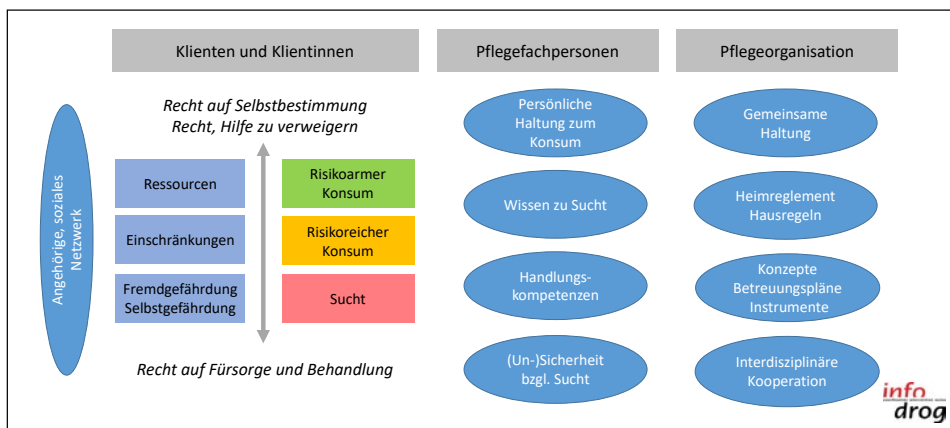 Klienten und Klientinnen
Pflegefachpersonen
Pflegeorganisation
Angehörige, soziales
Netzwerk
Recht auf Selbstbestimmung
Recht, Hilfe zu verweigern
Ressourcen
Einschränkungen
Fremdgefährdung
Selbstgefährdung
Risikoarmer
Konsum
Risikoreicher
Konsum
Sucht
Recht auf Fürsorge und Behandlung
Persönliche
Haltung zum
Konsum
Wissen zu Sucht
Handlungs-
kompetenzen
(Un-)Sicherheit
bzgl. Sucht
Gemeinsame
Haltung
Heimreglement
Hausregeln
Konzepte
Betreuungspläne
Instrumente
Interdisziplinäre
Kooperation
info
drog